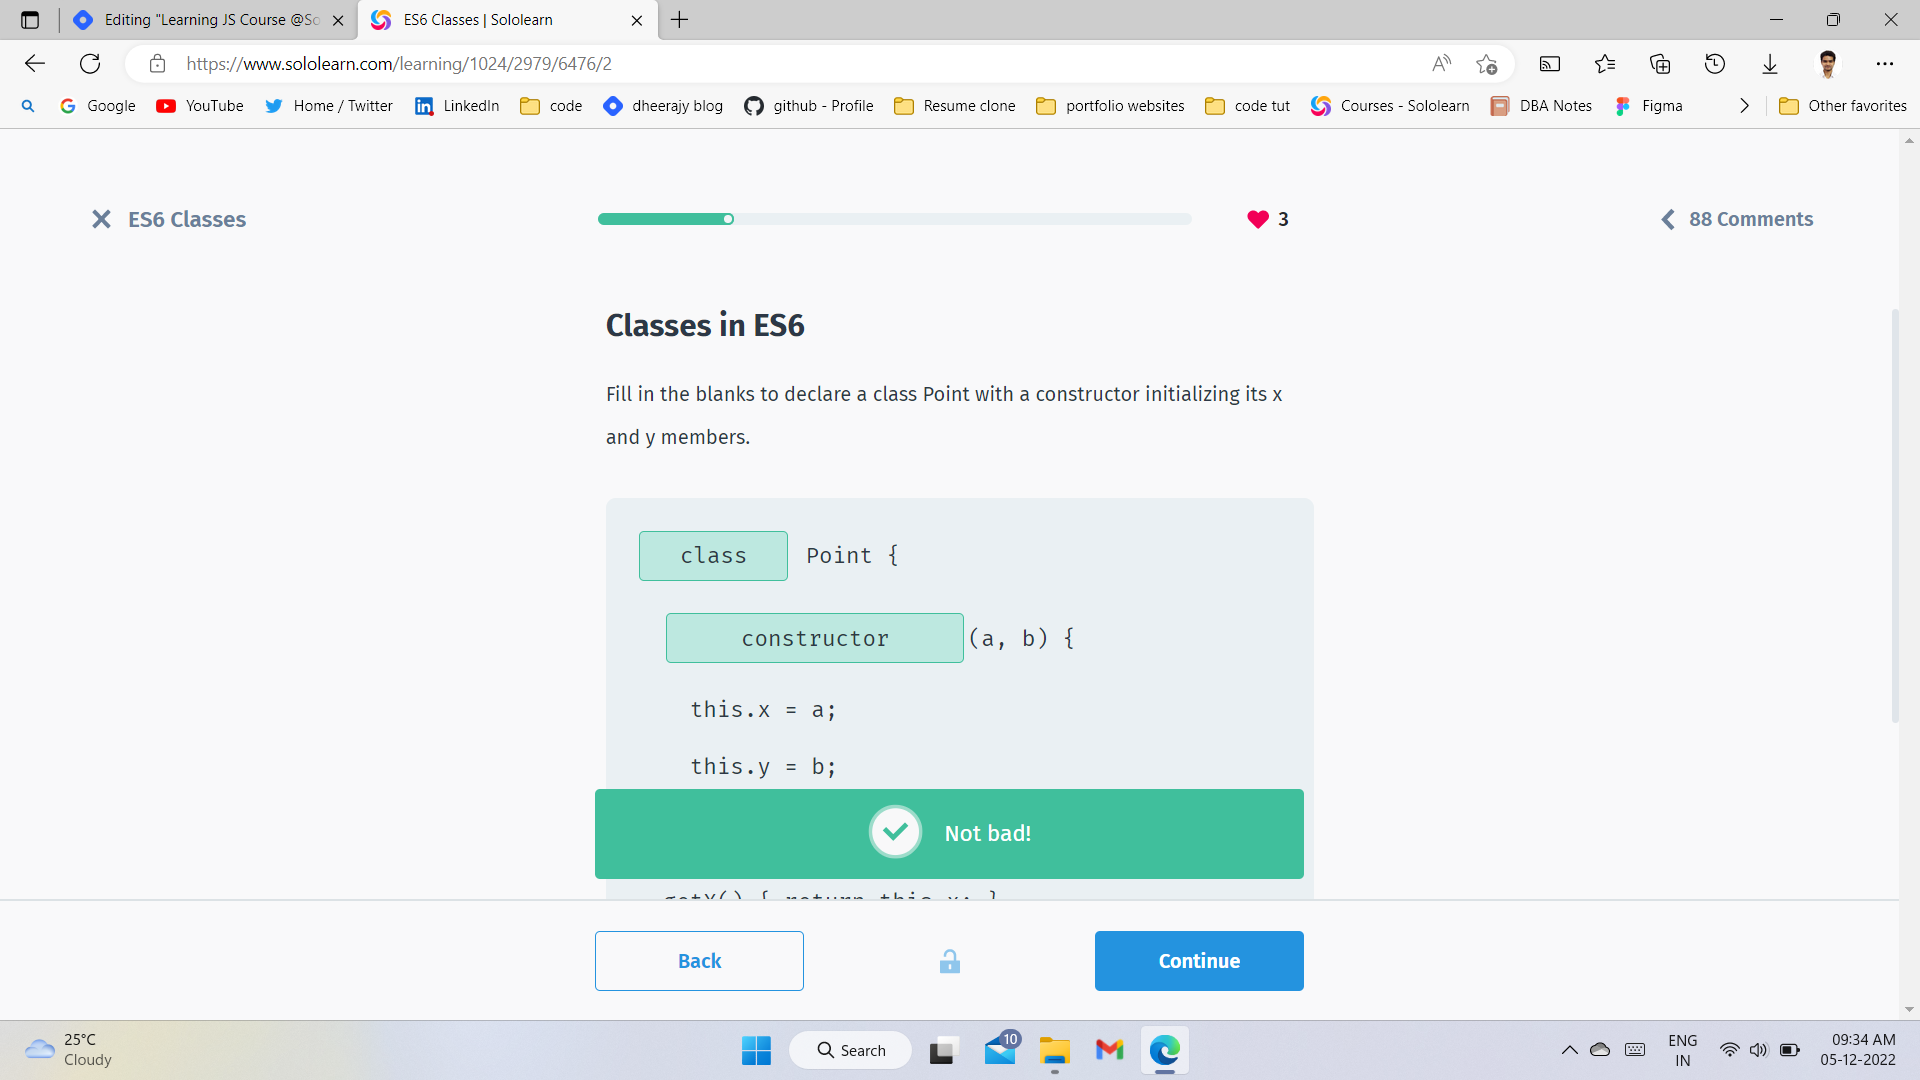 Editing "Learning JS Course @So
ES6 Classes | Sololearn
https://www.sololearn.com/learning/1024/2979/6476/2
Google
YouTube
Home / Twitter
LinkedIn
code
dheerajy blog
github - Profile
Resume clone
portfolio websites
code tut
Courses - Sololearn
DBA Notes
Figma
Other favorites
ES6 Classes
3
88 Comments
Classes in ES6
Fill in the blanks to declare a class Point with a constructor initializing its x
and y members.
class Point {
constructor (a, b) {
this.x = a;
this.y = b;
Not bad!
getX() { return this.x; }
Back
Continue
25°C
Cloudy
Search
10
ENG
IN
09:34 AM
05-12-2022